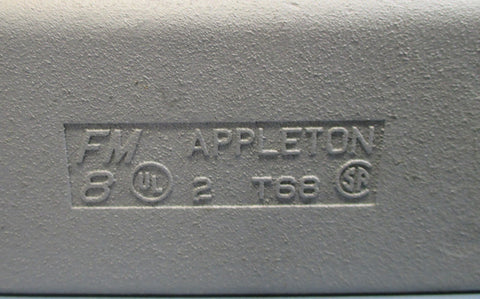 FM APPLETON
8 UL 2 T68 SA